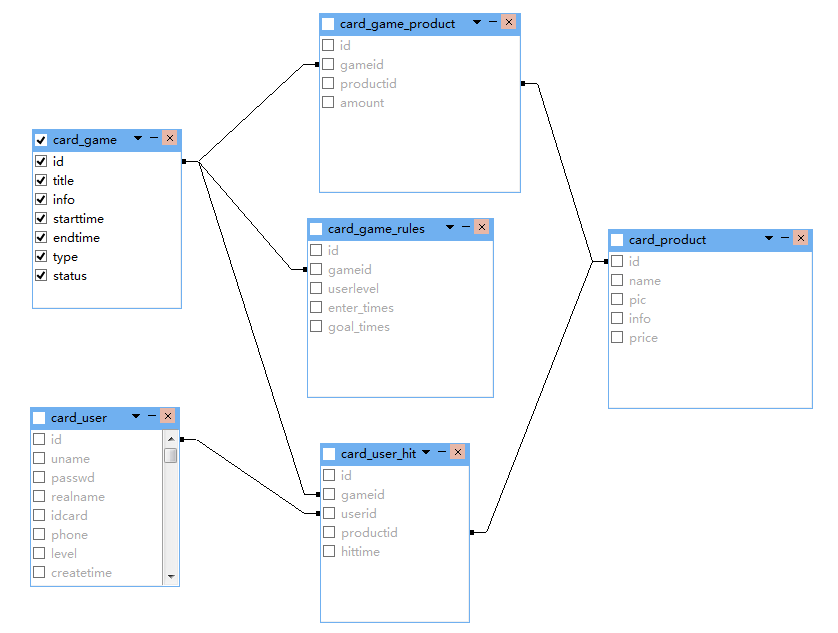 card_game_product
id
gameid
productid
amount
card_game
id
title
info
starttime
endtime
type
status
card_game_rules
id
gameid
userlevel
enter_times
goal_times
card_product
id
name
pic
info
price
card_user
id
uname
passwd
realname
idcard
phone
level
createtime
card_user_hit
id
gameid
userid
productid
hittime